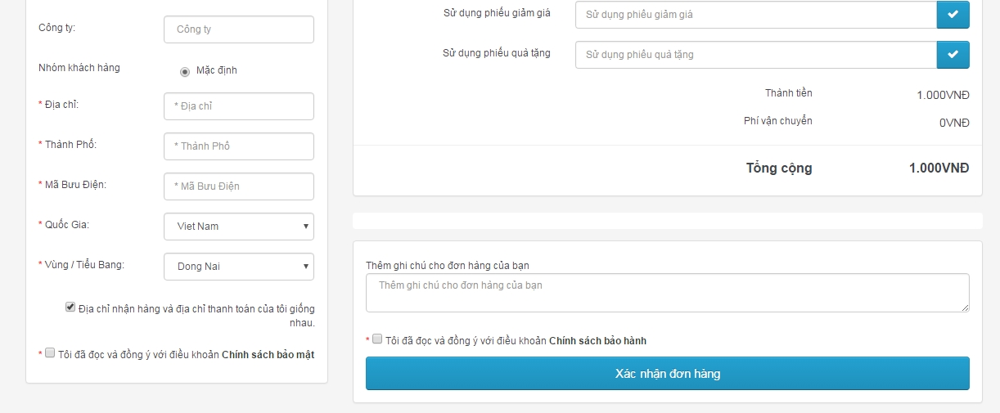 Công ty:
Công ty
Nhóm khách hàng
Mặc định
* Địa chỉ:
* Địa chỉ
* Thành Phố:
* Thành Phố
* Mã Bưu Điện:
* Mã Bưu Điện
* Quốc Gia:
Viet Nam
* Vùng / Tiểu Bang:
Dong Nai
Địa chỉ nhận hàng và địa chỉ thanh toán của tôi giống
nhau.
* Tôi đã đọc và đồng ý với điều khoản Chính sách bảo mật
Sử dụng phiếu giảm giá
Sử dụng phiếu giảm giá
Sử dụng phiếu quà tặng
Sử dụng phiếu quà tặng
Thành tiền
1.000VNĐ
Phí vận chuyển
0VNĐ
Tổng cộng
1.000VNĐ
Thêm ghi chú cho đơn hàng của bạn
Thêm ghi chú cho đơn hàng của bạn
* Tôi đã đọc và đồng ý với điều khoản Chính sách bảo hành
Xác nhận đơn hàng